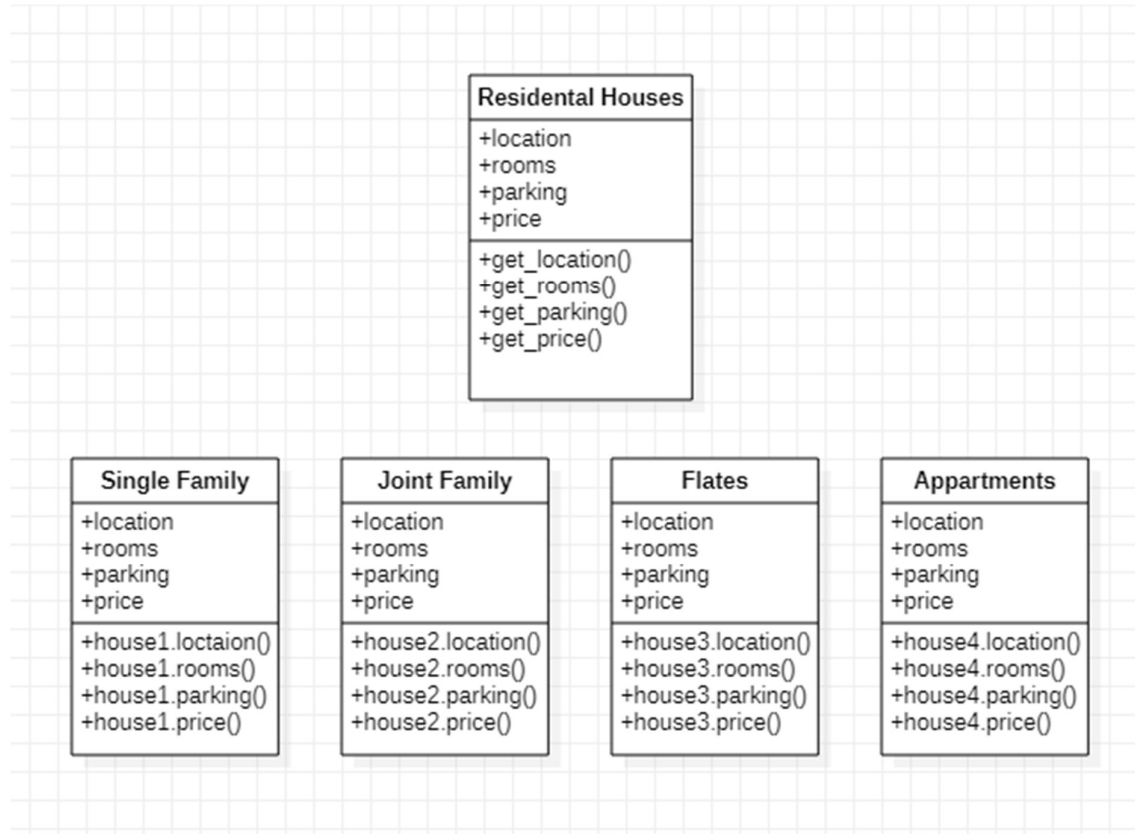 Residental Houses
+location
+rooms
+parking
+price
+get_location()
+get_rooms()
+get_parking()
+get_price()
Single Family
+location
+rooms
+parking
+price
+house1.loctaion()
+house1.rooms()
+house1.parking()
+house1.price()
Joint Family
+location
+rooms
+parking
+price
+house2.location()
+house2.rooms()
+house2.parking()
+house2.price()
Flates
+location
+rooms
+parking
+price
+house3.location()
+house3.rooms()
+house3.parking()
+house3.price()
Appartments
+location
+rooms
+parking
+price
+house4.location()
+house4.rooms()
+house4.parking()
+house4.price()